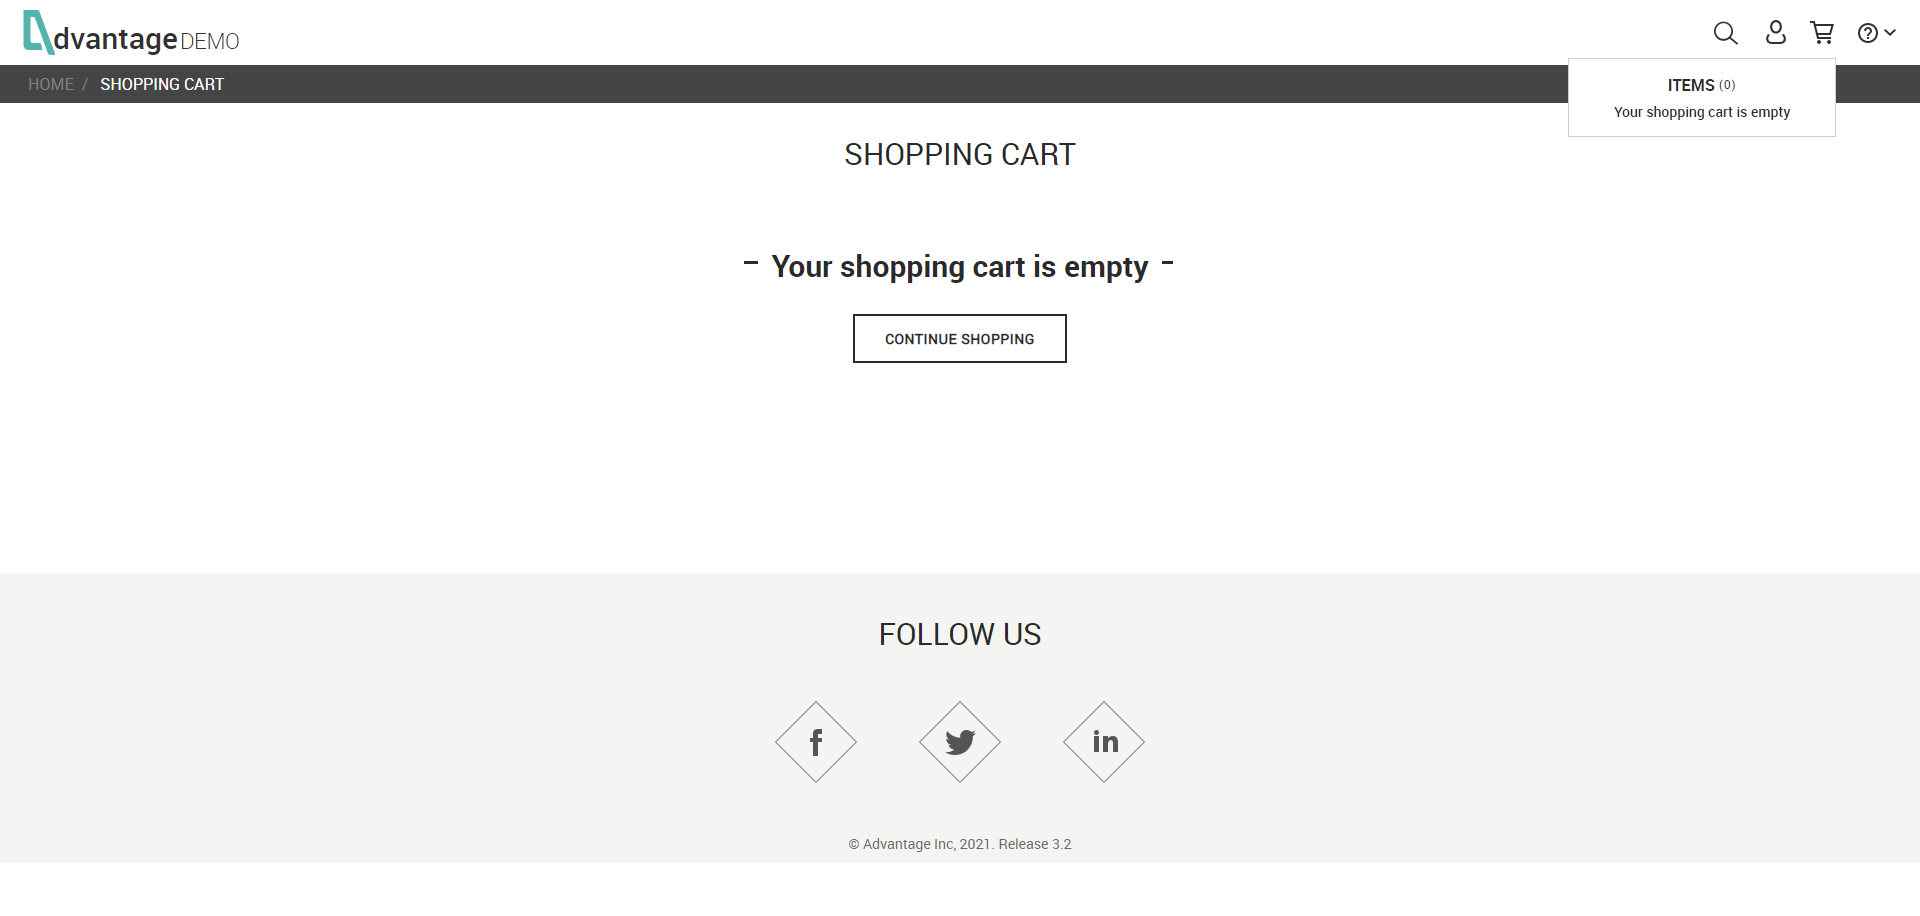 dvantage DEMO
HOME / SHOPPING CART
ITEMS (0)
Your shopping cart is empty
SHOPPING CART
- Your shopping cart is empty -
CONTINUE SHOPPING
FOLLOW US
f
in
© Advantage Inc, 2021. Release 3.2